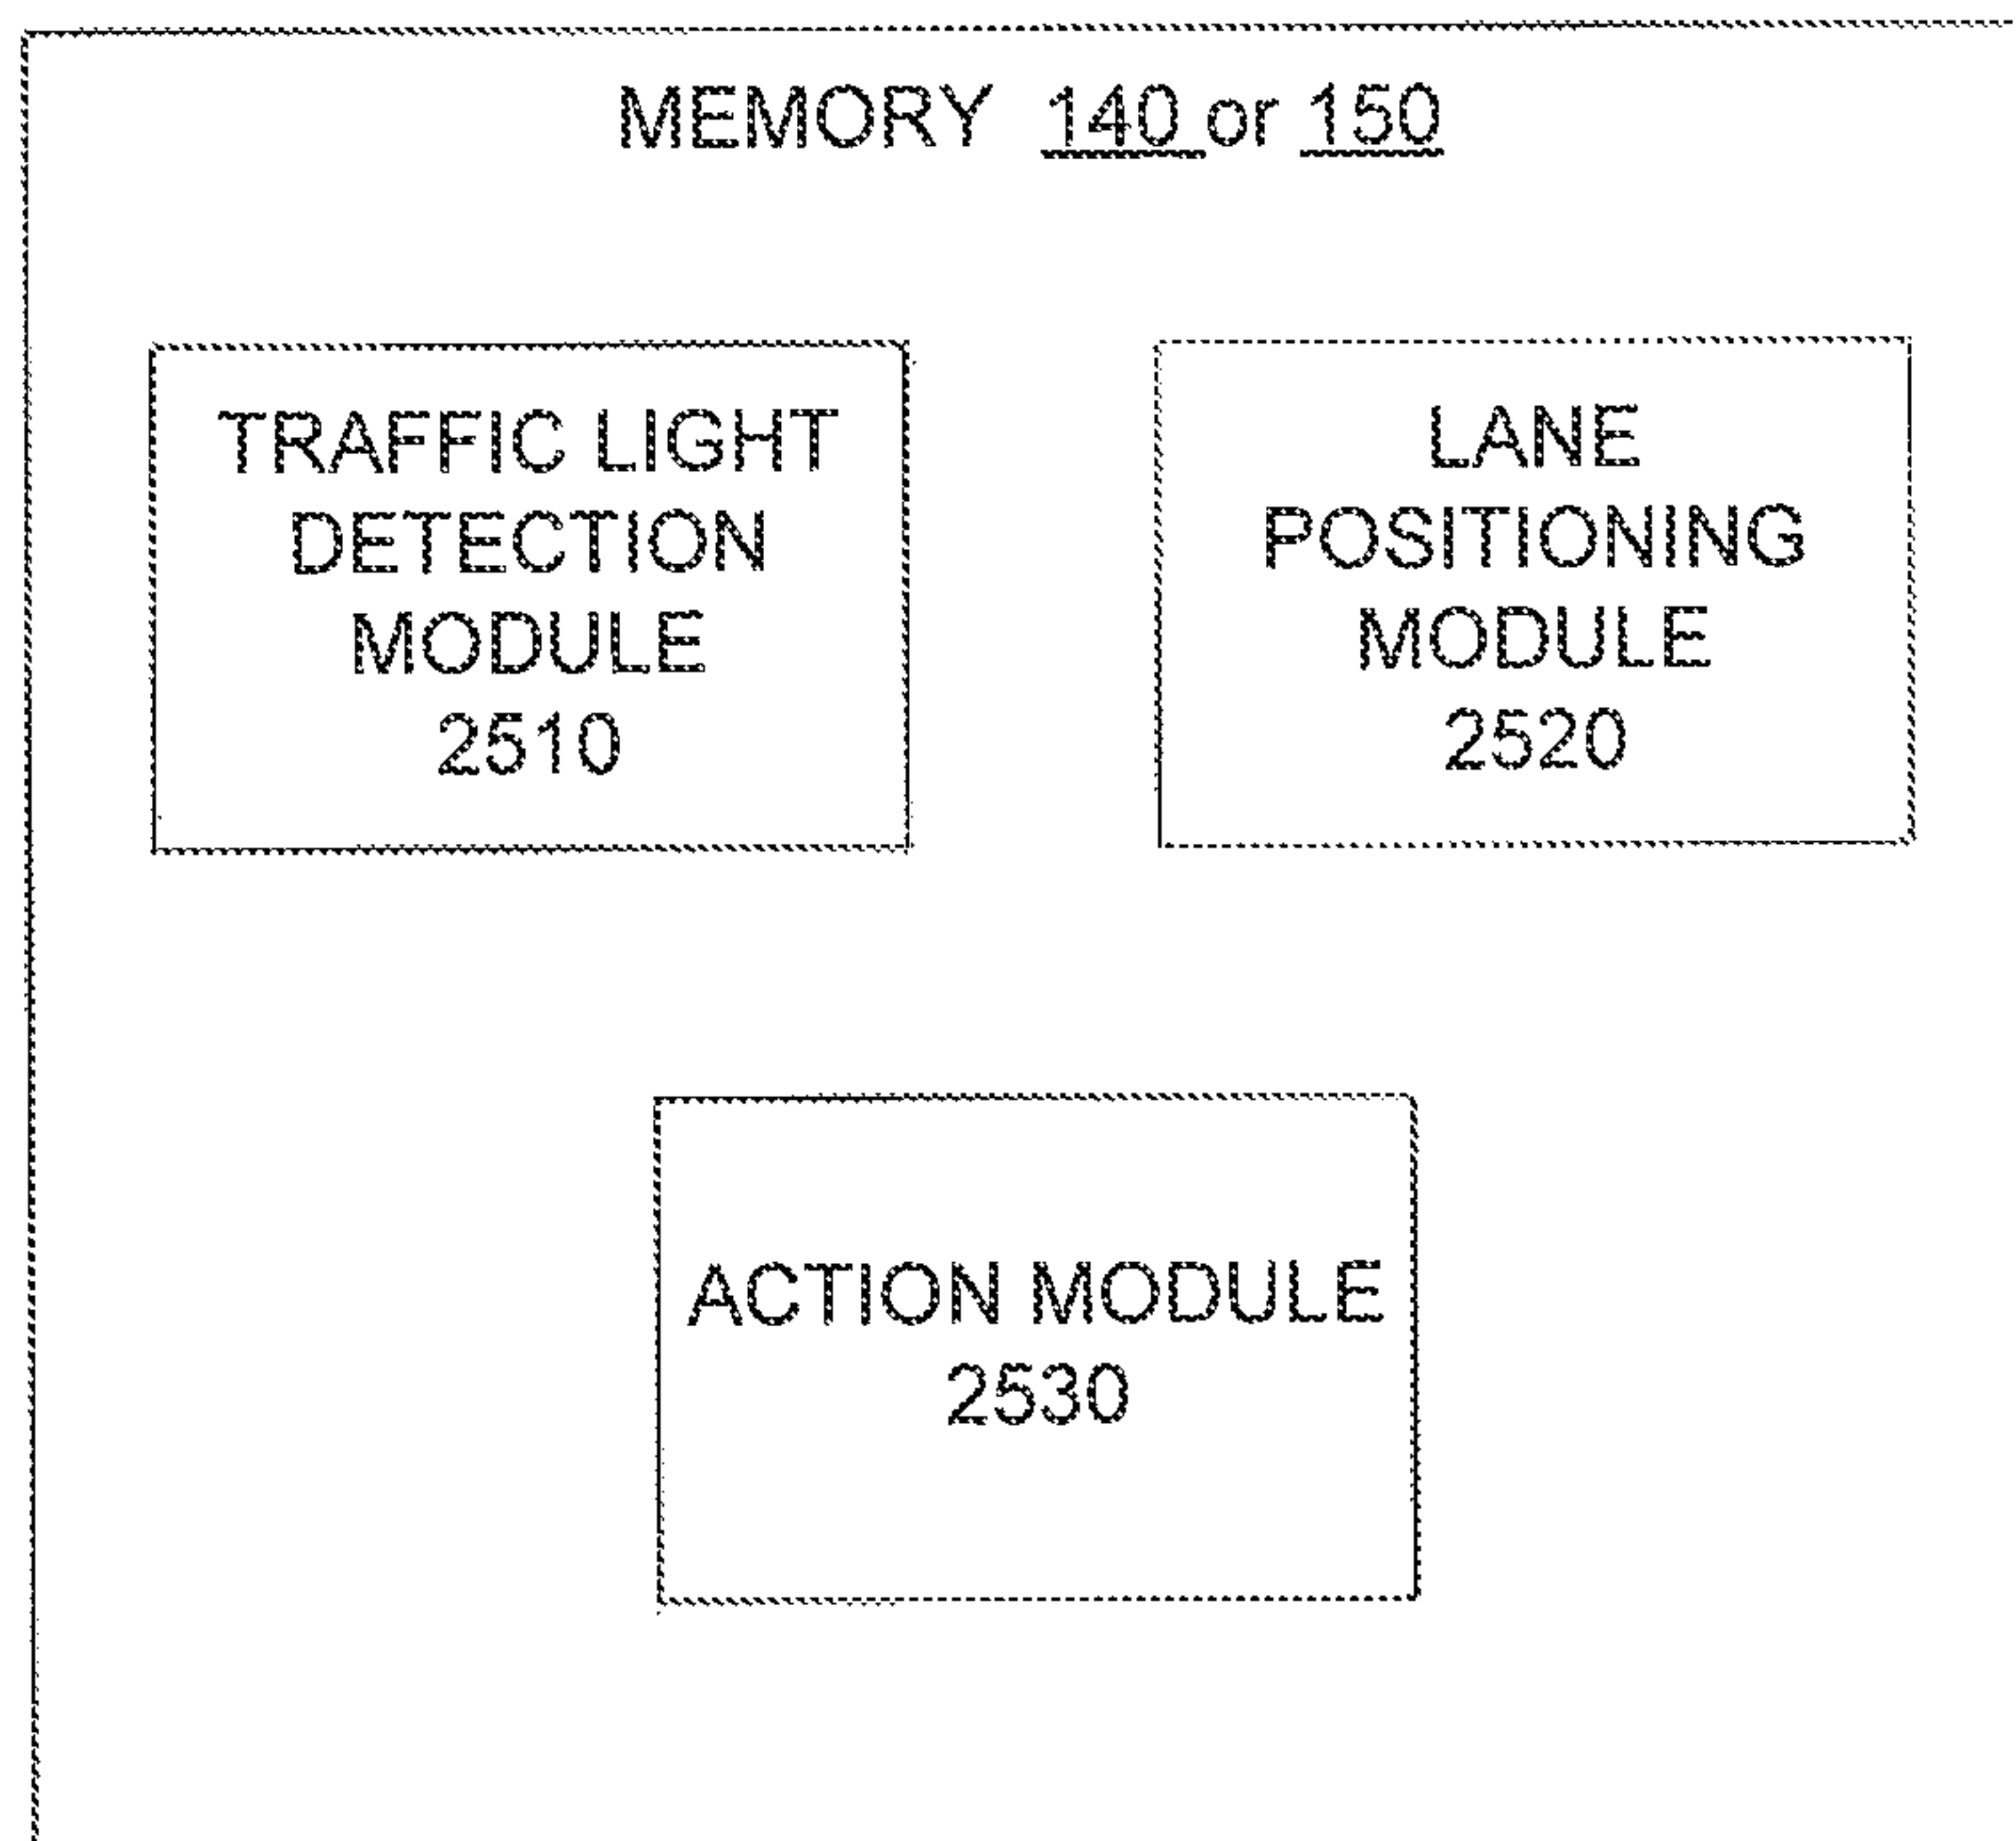 MEMORY 140 or 150
TRAFFIC LIGHT
DETECTION
MODULE
2510
LANE
POSITIONING
MODULE
2520
ACTION MODULE
2530